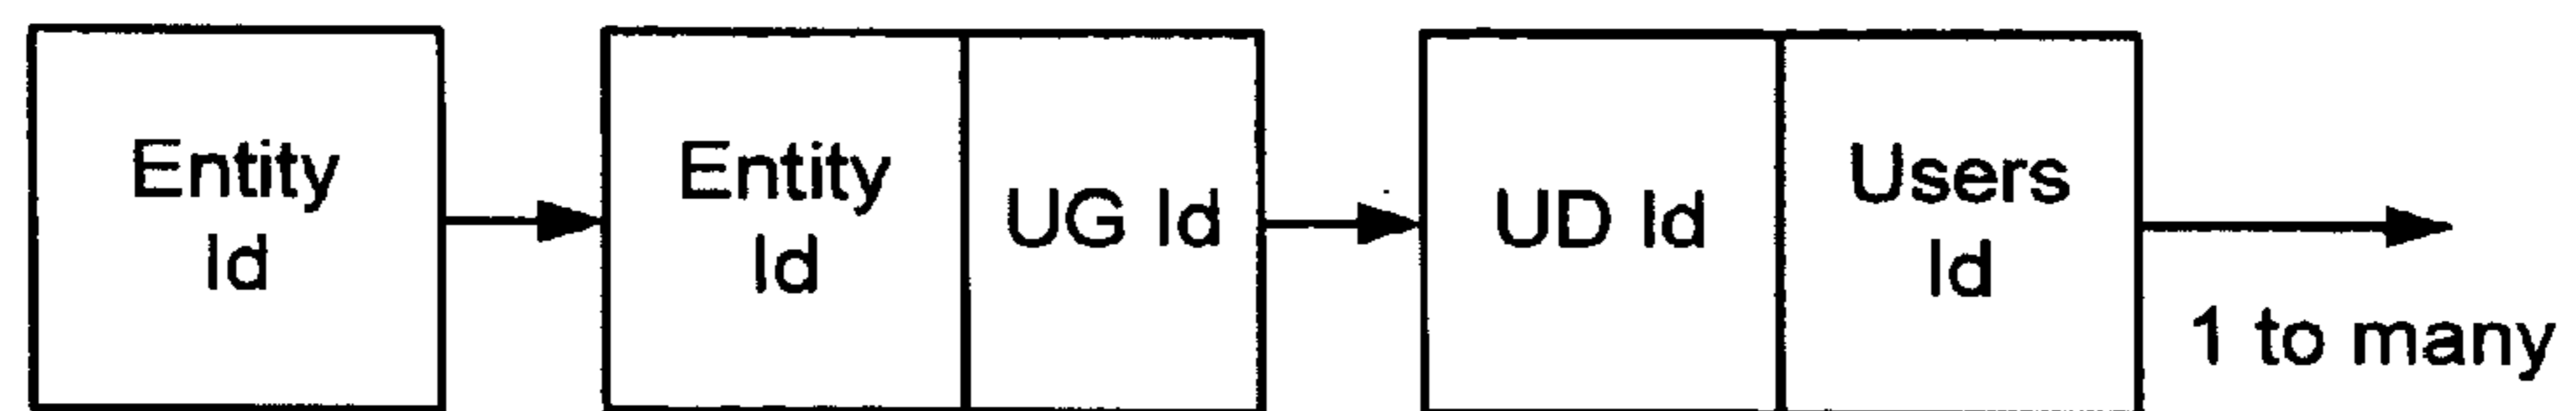 Entity
Id
Entity
Id
UG Id
UD Id
Users
Id
1 to many